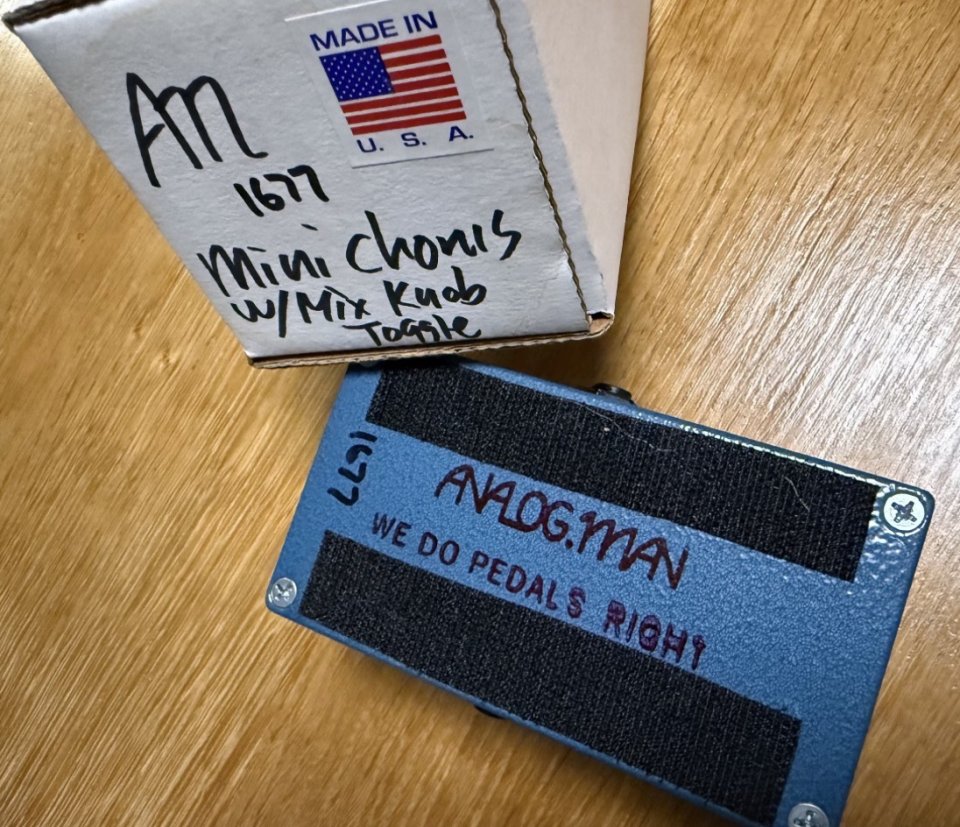 MADE IN
U. S. A.
AM
1677
Mini Chorus
W/Mix Knob
Toggle
1677
ANALOG.MAN
WE DO PEDALS RIGHT